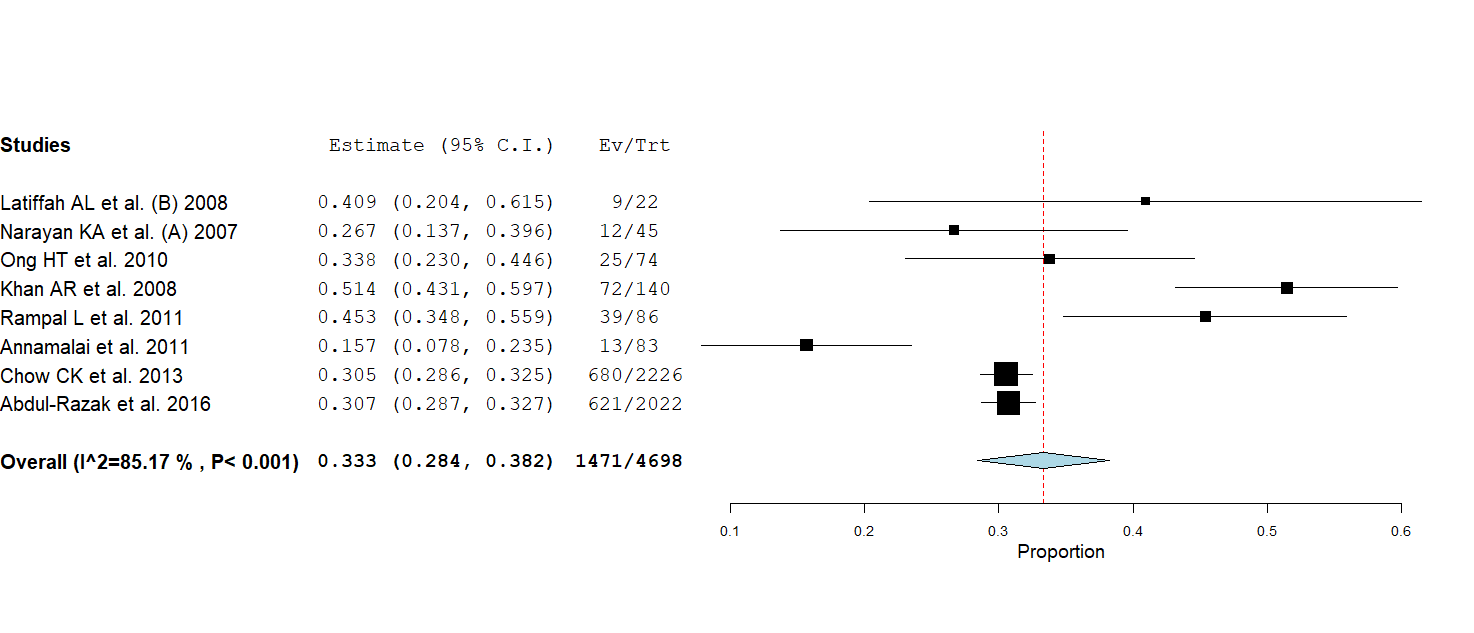 Studies Estimate (95% C.I.) Ev/Trt
Latiffah AL et al. (B) 2008 0.409 (0.204, 0.615) 9/22
Narayan KA et al. (A) 2007 0.267 (0.137, 0.396) 12/45
Ong HT et al. 2010 0.338 (0.230, 0.446) 25/74
Khan AR et al. 2008 0.514 (0.431, 0.597) 72/140
Rampal L et al. 2011 0.453 (0.348, 0.559) 39/86
Annamalai et al. 2011 0.157 (0.078, 0.235) 13/83
Chow CK et al. 2013 0.305 (0.286, 0.325) 680/2226
Abdul-Razak et al. 2016 0.307 (0.287, 0.327) 621/2022
Overall (I^2=85.17 % , P< 0.001) 0.333 (0.284, 0.382) 1471/4698
0.1 0.2 0.3 0.4 0.5 0.6
Proportion